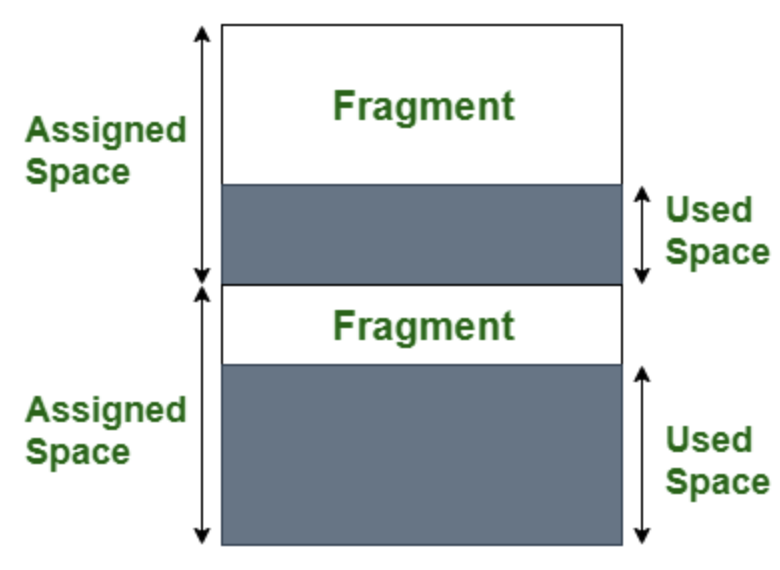 Fragment
Assigned
Space
Used
Space
Fragment
Assigned
Space
Used
Space